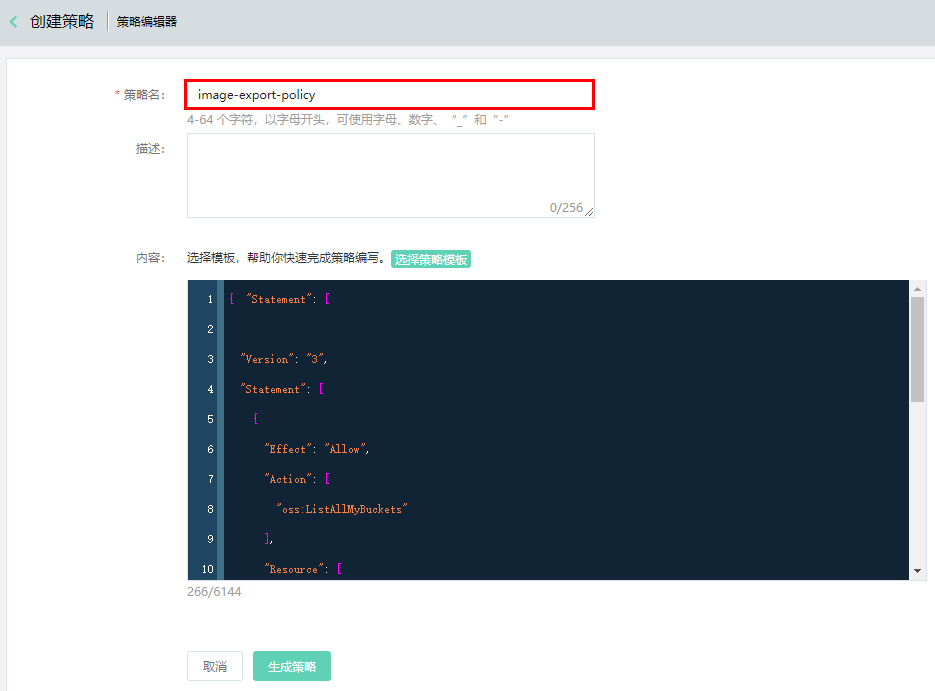 创建策略 策略编辑器
* 策略名： image-export-policy
4-64 个字符，以字母开头，可使用字母、数字、“_”和“-”
描述：
0/256
内容： 选择模板，帮助你快速完成策略编写。 选择策略模板
1 { "Statement": [
2
3 "Version": "3",
4 "Statement": [
5 {
6 "Effect": "Allow",
7 "Action": [
8 "oss:ListAllMyBuckets"
9 ],
10 "Resource": [
266/6144
取消 生成策略